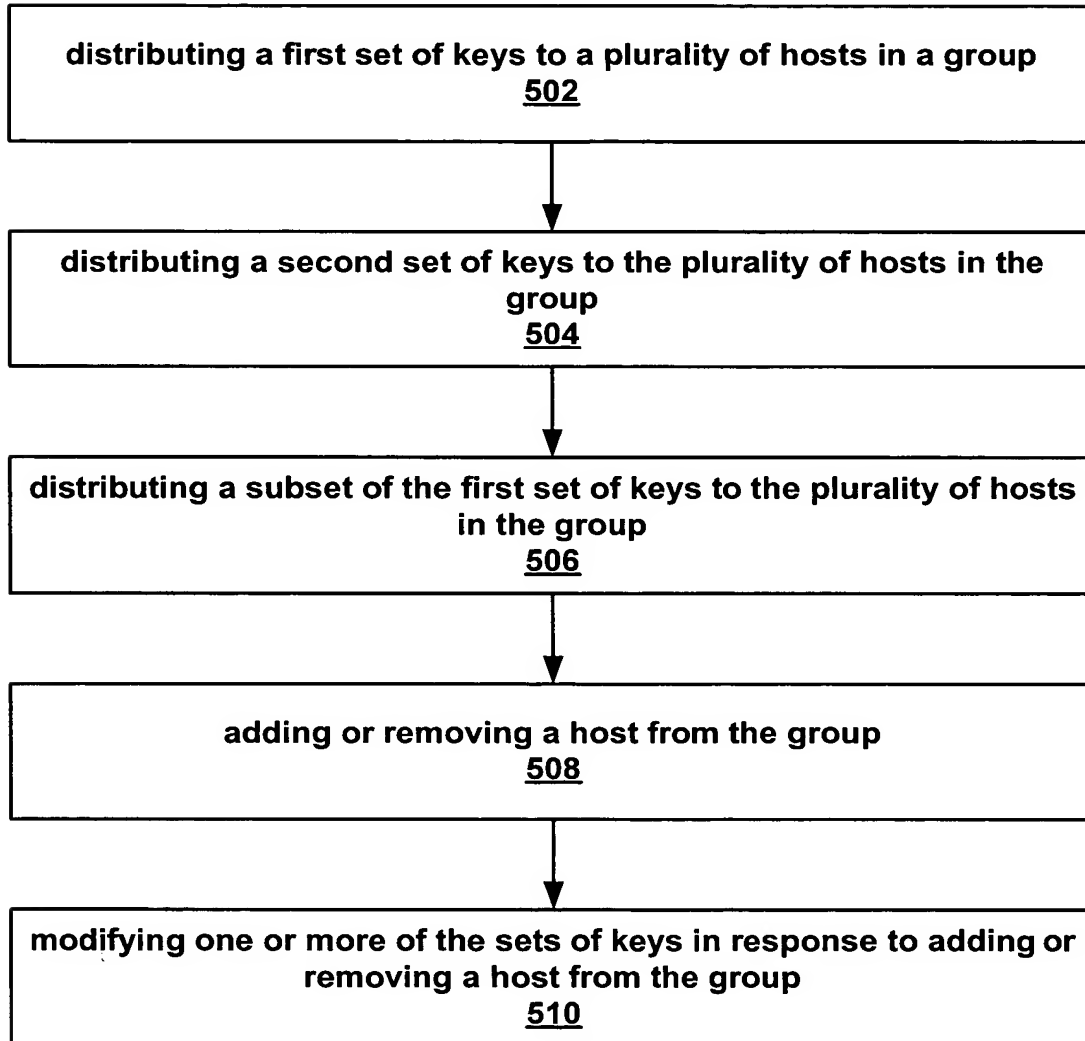 distributing a first set of keys to a plurality of hosts in a group
502
distributing a second set of keys to the plurality of hosts in the
group
504
distributing a subset of the first set of keys to the plurality of hosts
in the group
506
adding or removing a host from the group
508
modifying one or more of the sets of keys in response to adding or
removing a host from the group
510